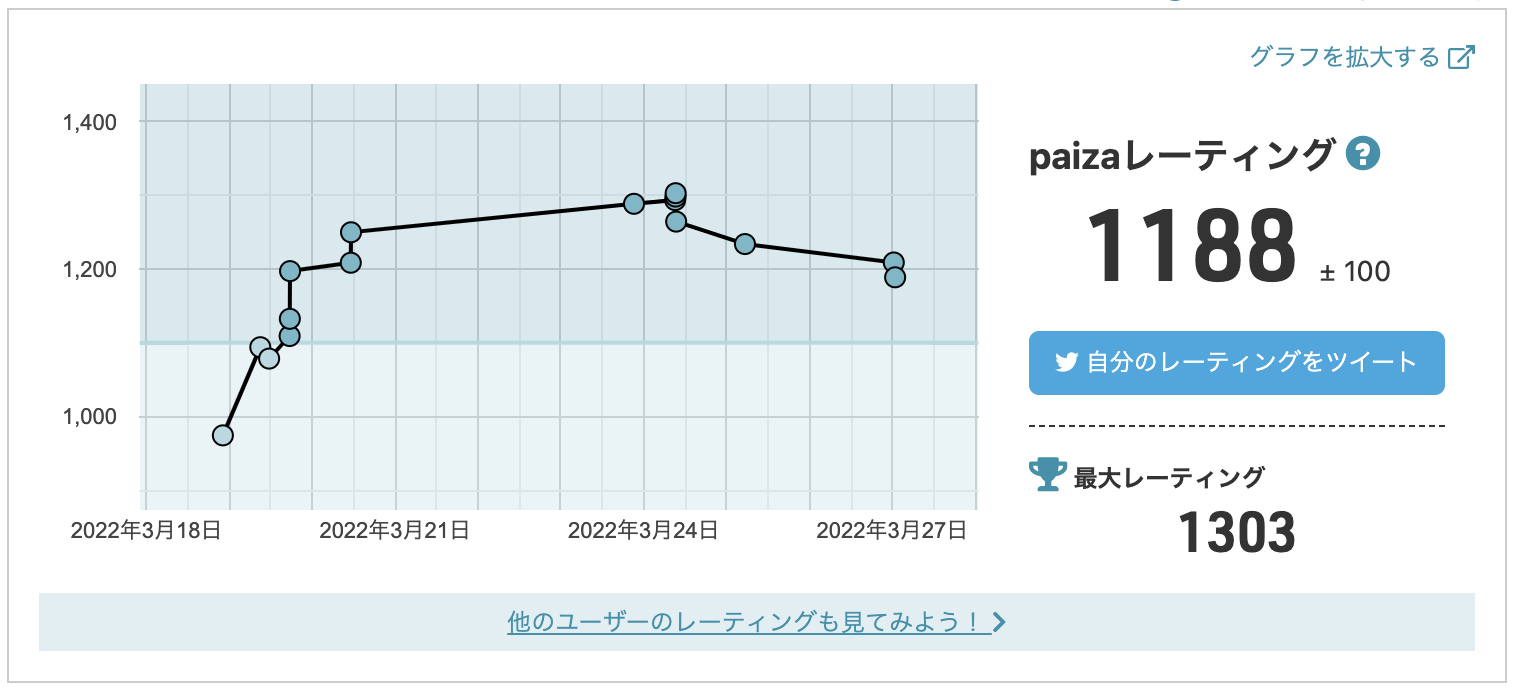 グラフを拡大する
1,400
1,200
1,000
2022年3月18日
2022年3月21日
2022年3月24日
2022年3月27日
paizaレーティング ?
1188 ± 100
自分のレーティングをツイート
最大レーティング
1303
他のユーザーのレーティングも見てみよう！